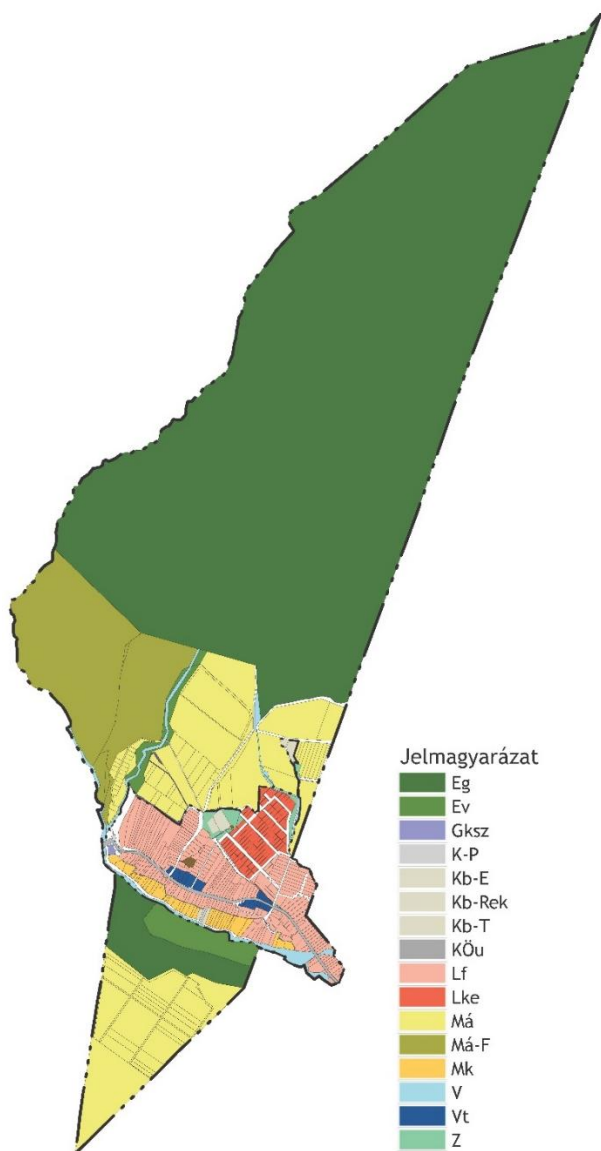 Jelmagyarázat
Eg
Ev
Gksz
K-P
Kb-E
Kb-Rek
Kb-T
KÖu
Lf
Lke
Má
Má-F
Mk
V
Vt
Z